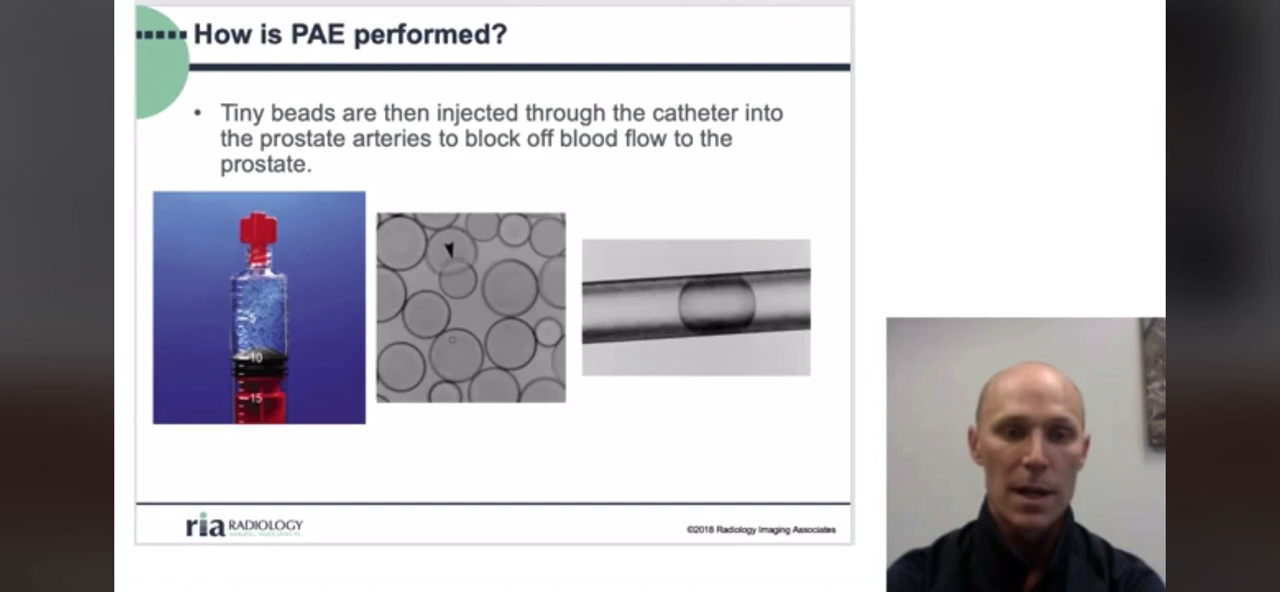 How is PAE performed?
• Tiny beads are then injected through the catheter into
the prostate arteries to block off blood flow to the
prostate.
5
10
15
ria RADIOLOGY
©2018 Radiology Imaging Associates